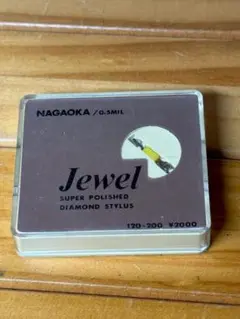 NAGAOKA / 0.5MIL
Jewel
SUPER POLISHED
DIAMOND STYLUS
120-200 ¥2000